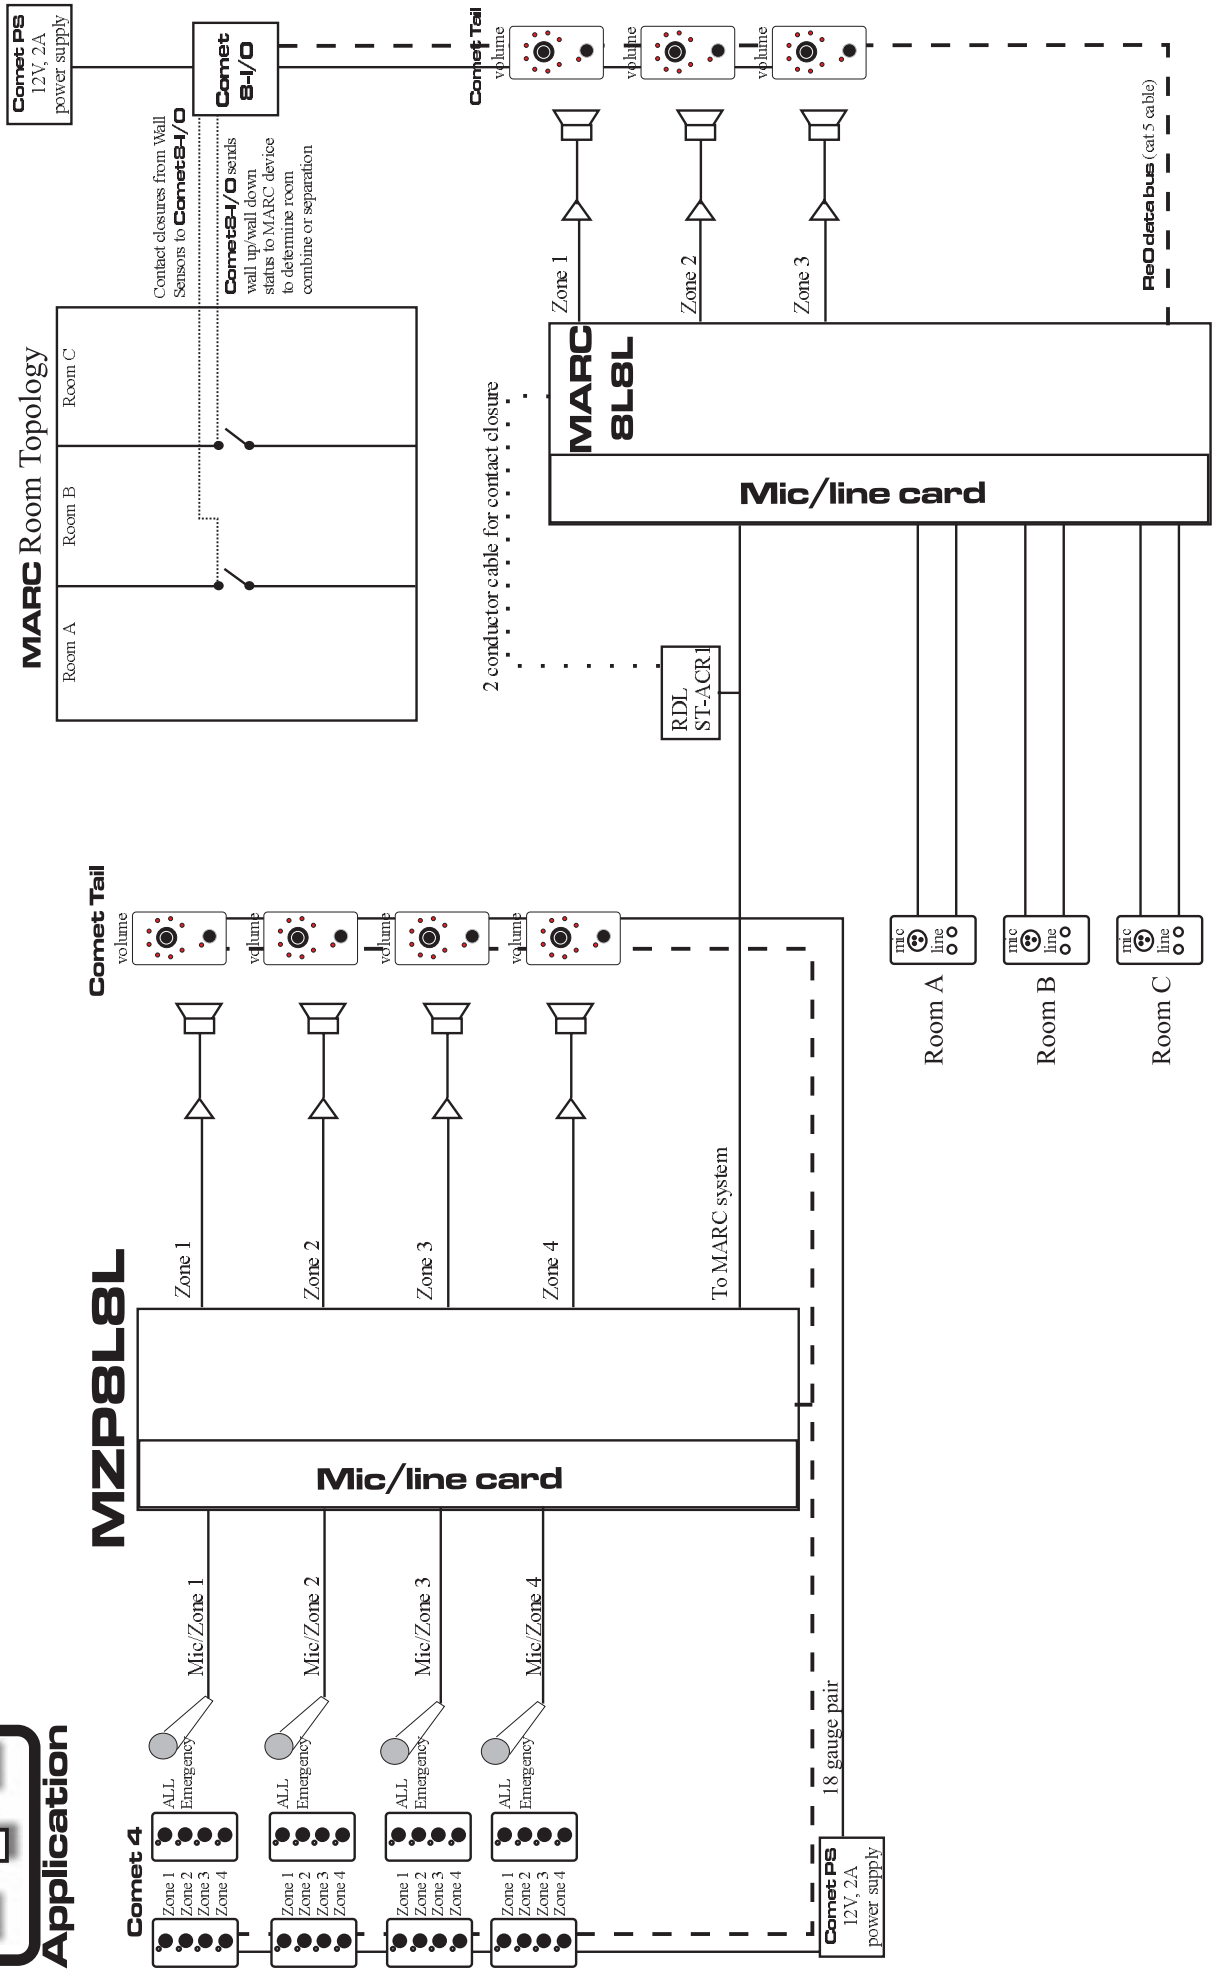 Application
Comet 4
Zone 1
Zone 2
Zone 3
Zone 4
ALL
Emergency
Mic/Zone 1
Zone 1
Zone 2
Zone 3
Zone 4
ALL
Emergency
Mic/Zone 2
Zone 1
Zone 2
Zone 3
Zone 4
ALL
Emergency
Mic/Zone 3
Zone 1
Zone 2
Zone 3
Zone 4
ALL
Emergency
Mic/Zone 4
Comet PS
12V, 2A
power supply
18 gauge pair
MZP8L8L
Mic/line card
Zone 1
Zone 2
Zone 3
Zone 4
To MARC system
Comet Tail
volume
volume
volume
volume
MARC Room Topology
Room A
Room B
Room C
Contact closures from Wall
Sensors to Comet8-I/O
Comet8-I/O sends
wall up/wall down
status to MARC device
to determine room
combine or separation
Comet PS
12V, 2A
power supply
Comet
8-I/O
Comet Tail
volume
volume
volume
2 conductor cable for contact closure
RDL
ST-ACR1
MARC
8L8L
Mic/line card
Zone 1
Zone 2
Zone 3
ReO data bus (cat 5 cable)
Room A
mic
line
Room B
mic
line
Room C
mic
line